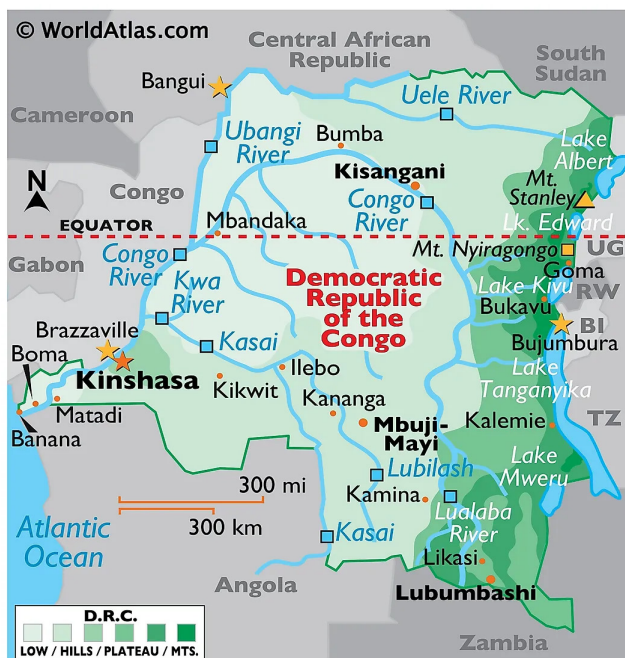 © WorldAtlas.com
Central African
Republic
South
Sudan
Bangui
Cameroon
Uele River
Ubangi
River
Bumba
Lake
Albert
Kisangani
Mt.
Stanley
N
Congo
Congo
River
EQUATOR
Mbandaka
Lk. Edward
Mt. Nyiragongo
UG
Gabon
Congo
River
Goma
Kwa
River
Democratic
Republic
of the
Congo
Lake Kivu
RW
Bukavu
BI
Brazzaville
Kasai
Bujumbura
Boma
Ilebo
Lake
Tanganyika
Kinshasa
Kikwit
Kananga
Matadi
Banana
Mbuji-
Mayi
Kalemie
TZ
Lake
Mweru
Lubilash
300 mi
Kamina
300 km
Lualaba
River
Atlantic
Ocean
Kasai
Likasi
Angola
Lubumbashi
D.R.C.
LOW / HILLS / PLATEAU / MTS.
Zambia